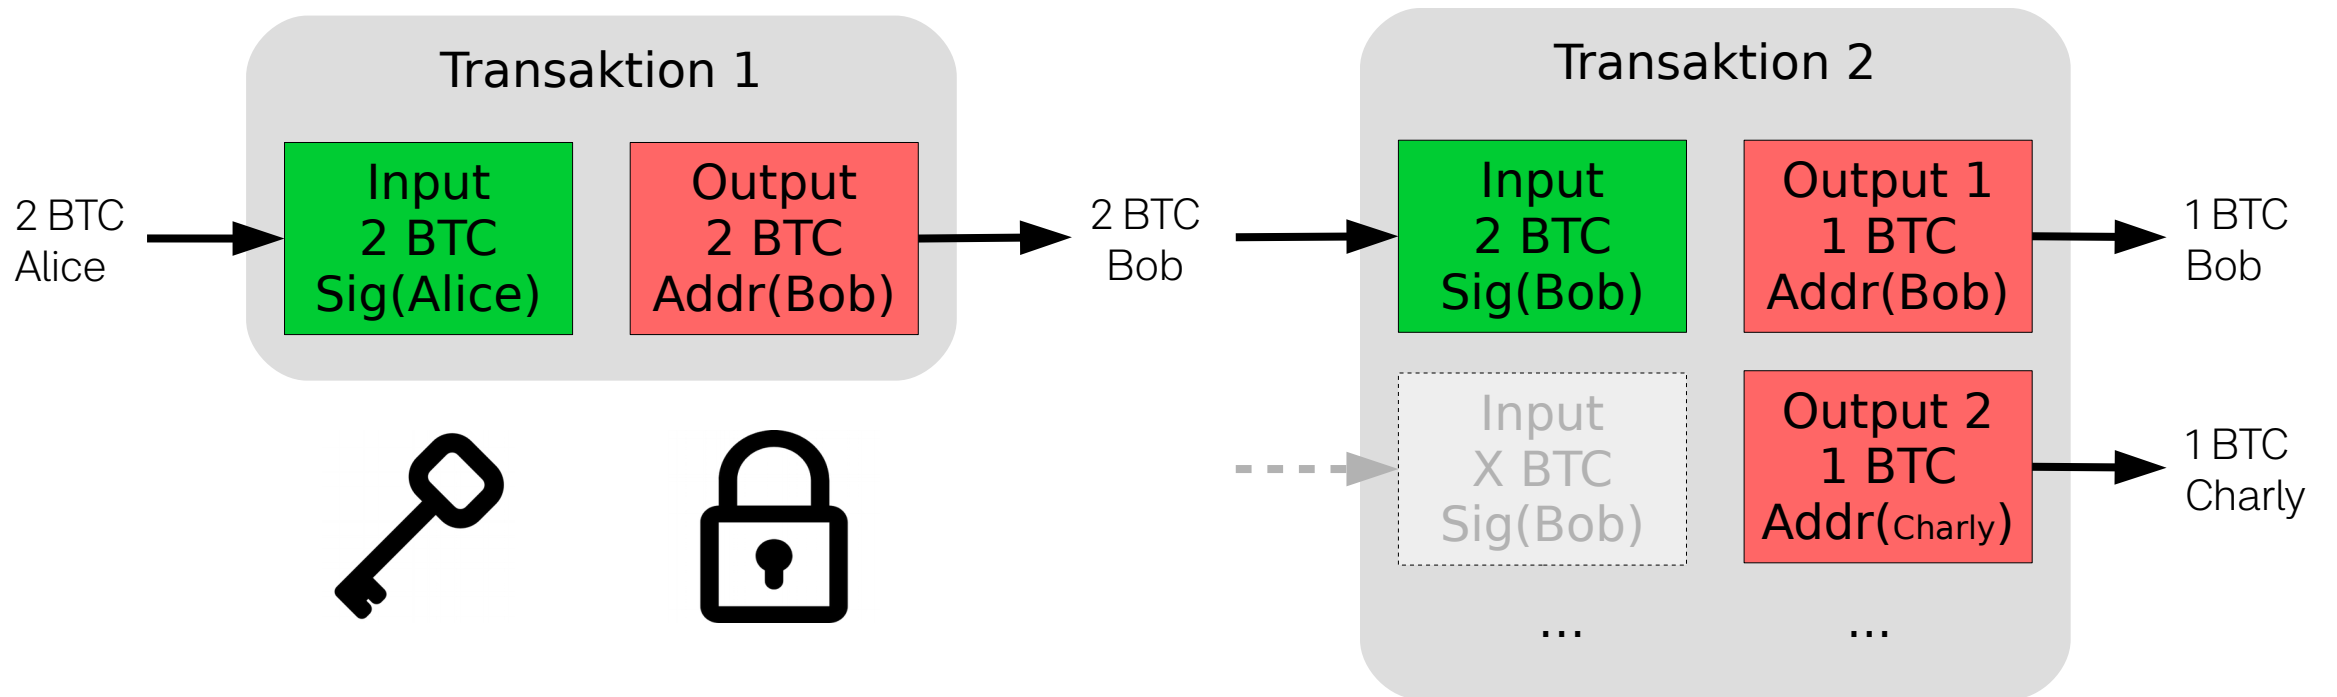 Transaktion 1
2 BTC
Alice
Input
2 BTC
Sig(Alice)
Output
2 BTC
Addr(Bob)
2 BTC
Bob
Transaktion 2
Input
2 BTC
Sig(Bob)
Output 1
1 BTC
Addr(Bob)
1 BTC
Bob
Input
X BTC
Sig(Bob)
Output 2
1 BTC
Addr(Charly)
1 BTC
Charly
...
...